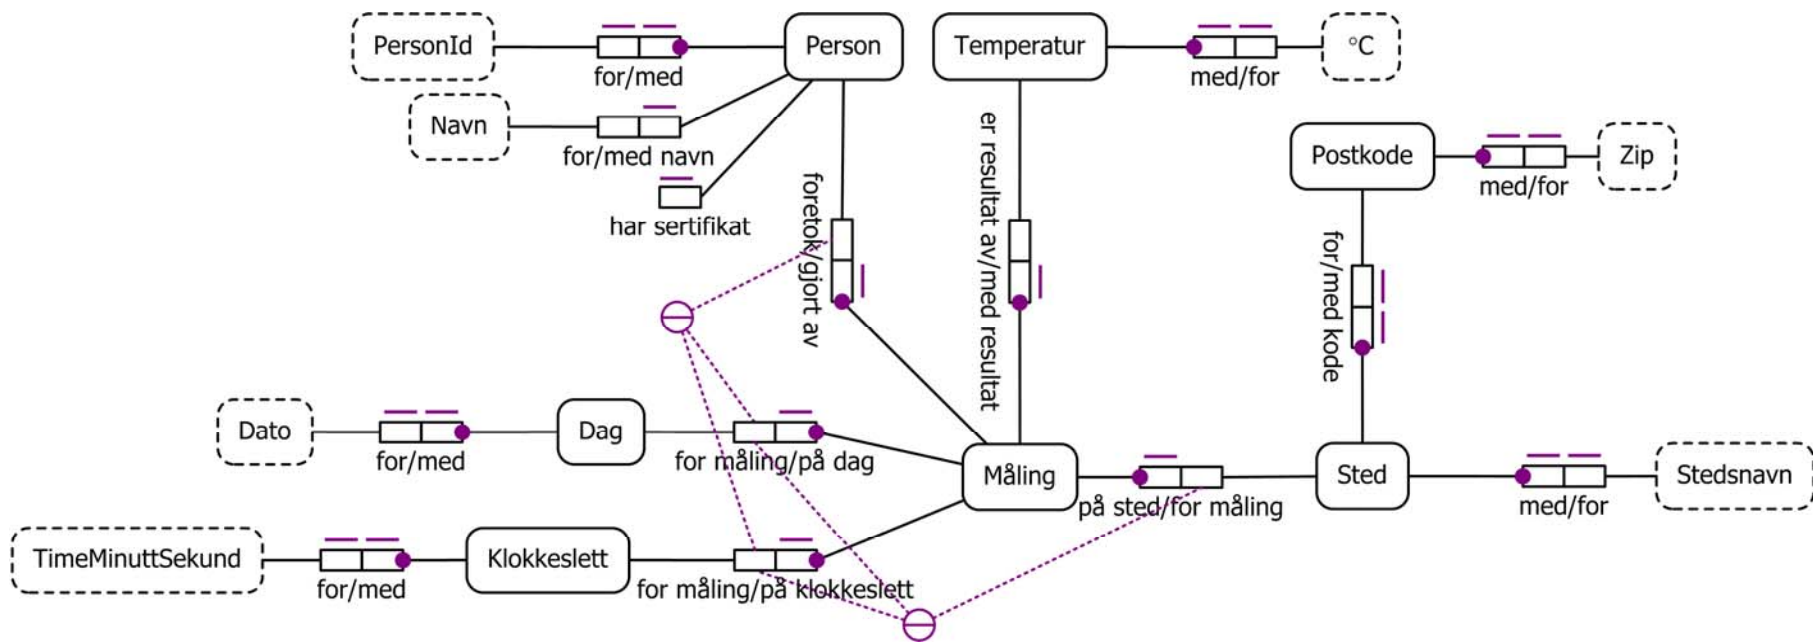 PersonId
for/med
Person
Temperatur
med/for
°C
Navn
for/med navn
har sertifikat
foretok/gjort av
er resultat av/med resultat
Postkode
med/for
Zip
for/med kode
Dato
for/med
Dag
for måling/på dag
Måling
på sted/for måling
Sted
med/for
Stedsnavn
TimeMinuttSekund
for/med
Klokkeslett
for måling/på klokkeslett